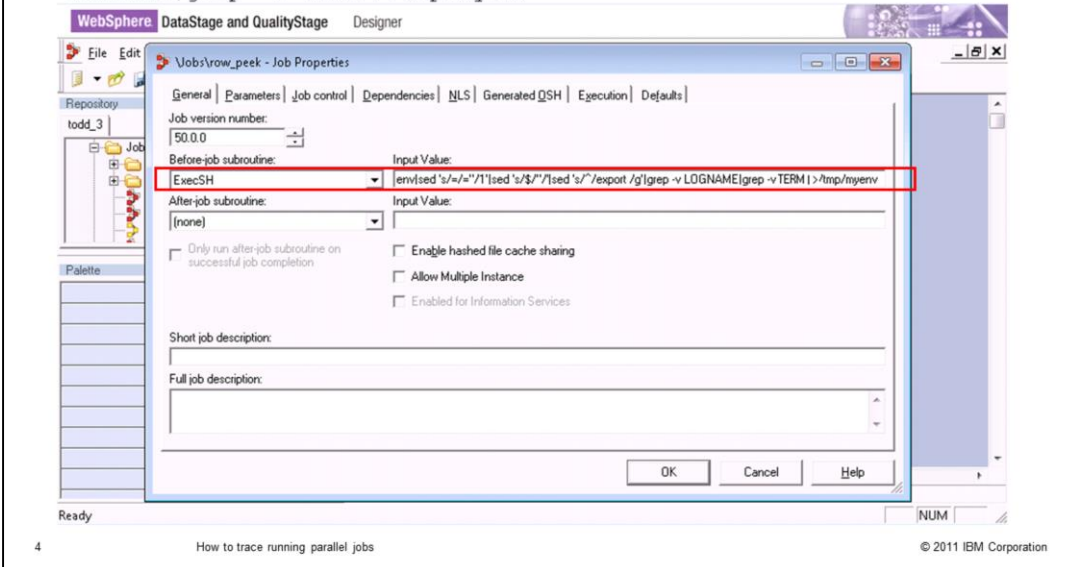 WebSphere DataStage and QualityStage Designer
File Edit
\Jobs\row_peek - Job Properties
General Parameters Job control Dependencies NLS Generated OSH Execution Defaults
Repository
todd_3
Job
Job version number:
50.0.0
Before-job subroutine: Input Value:
ExecSH env|sed 's/=/="/1'|sed 's/$/"/'|sed 's/^/export /g'|grep -v LOGNAME|grep -v TERM | >/tmp/myenv
After-job subroutine: Input Value:
(none)
Only run after-job subroutine on
successful job completion
Enable hashed file cache sharing
Allow Multiple Instance
Enabled for Information Services
Palette
Short job description:
Full job description:
OK Cancel Help
Ready NUM
4 How to trace running parallel jobs © 2011 IBM Corporation